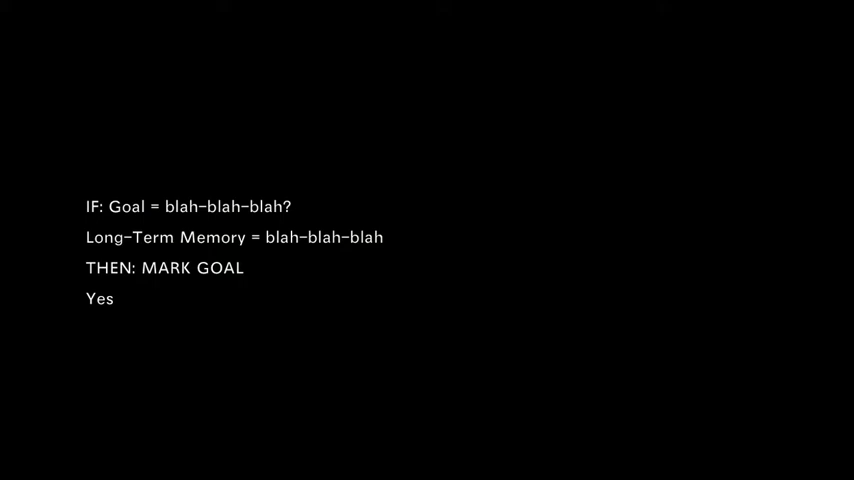 IF: Goal = blah-blah-blah?
Long-Term Memory = blah-blah-blah
THEN: MARK GOAL
Yes